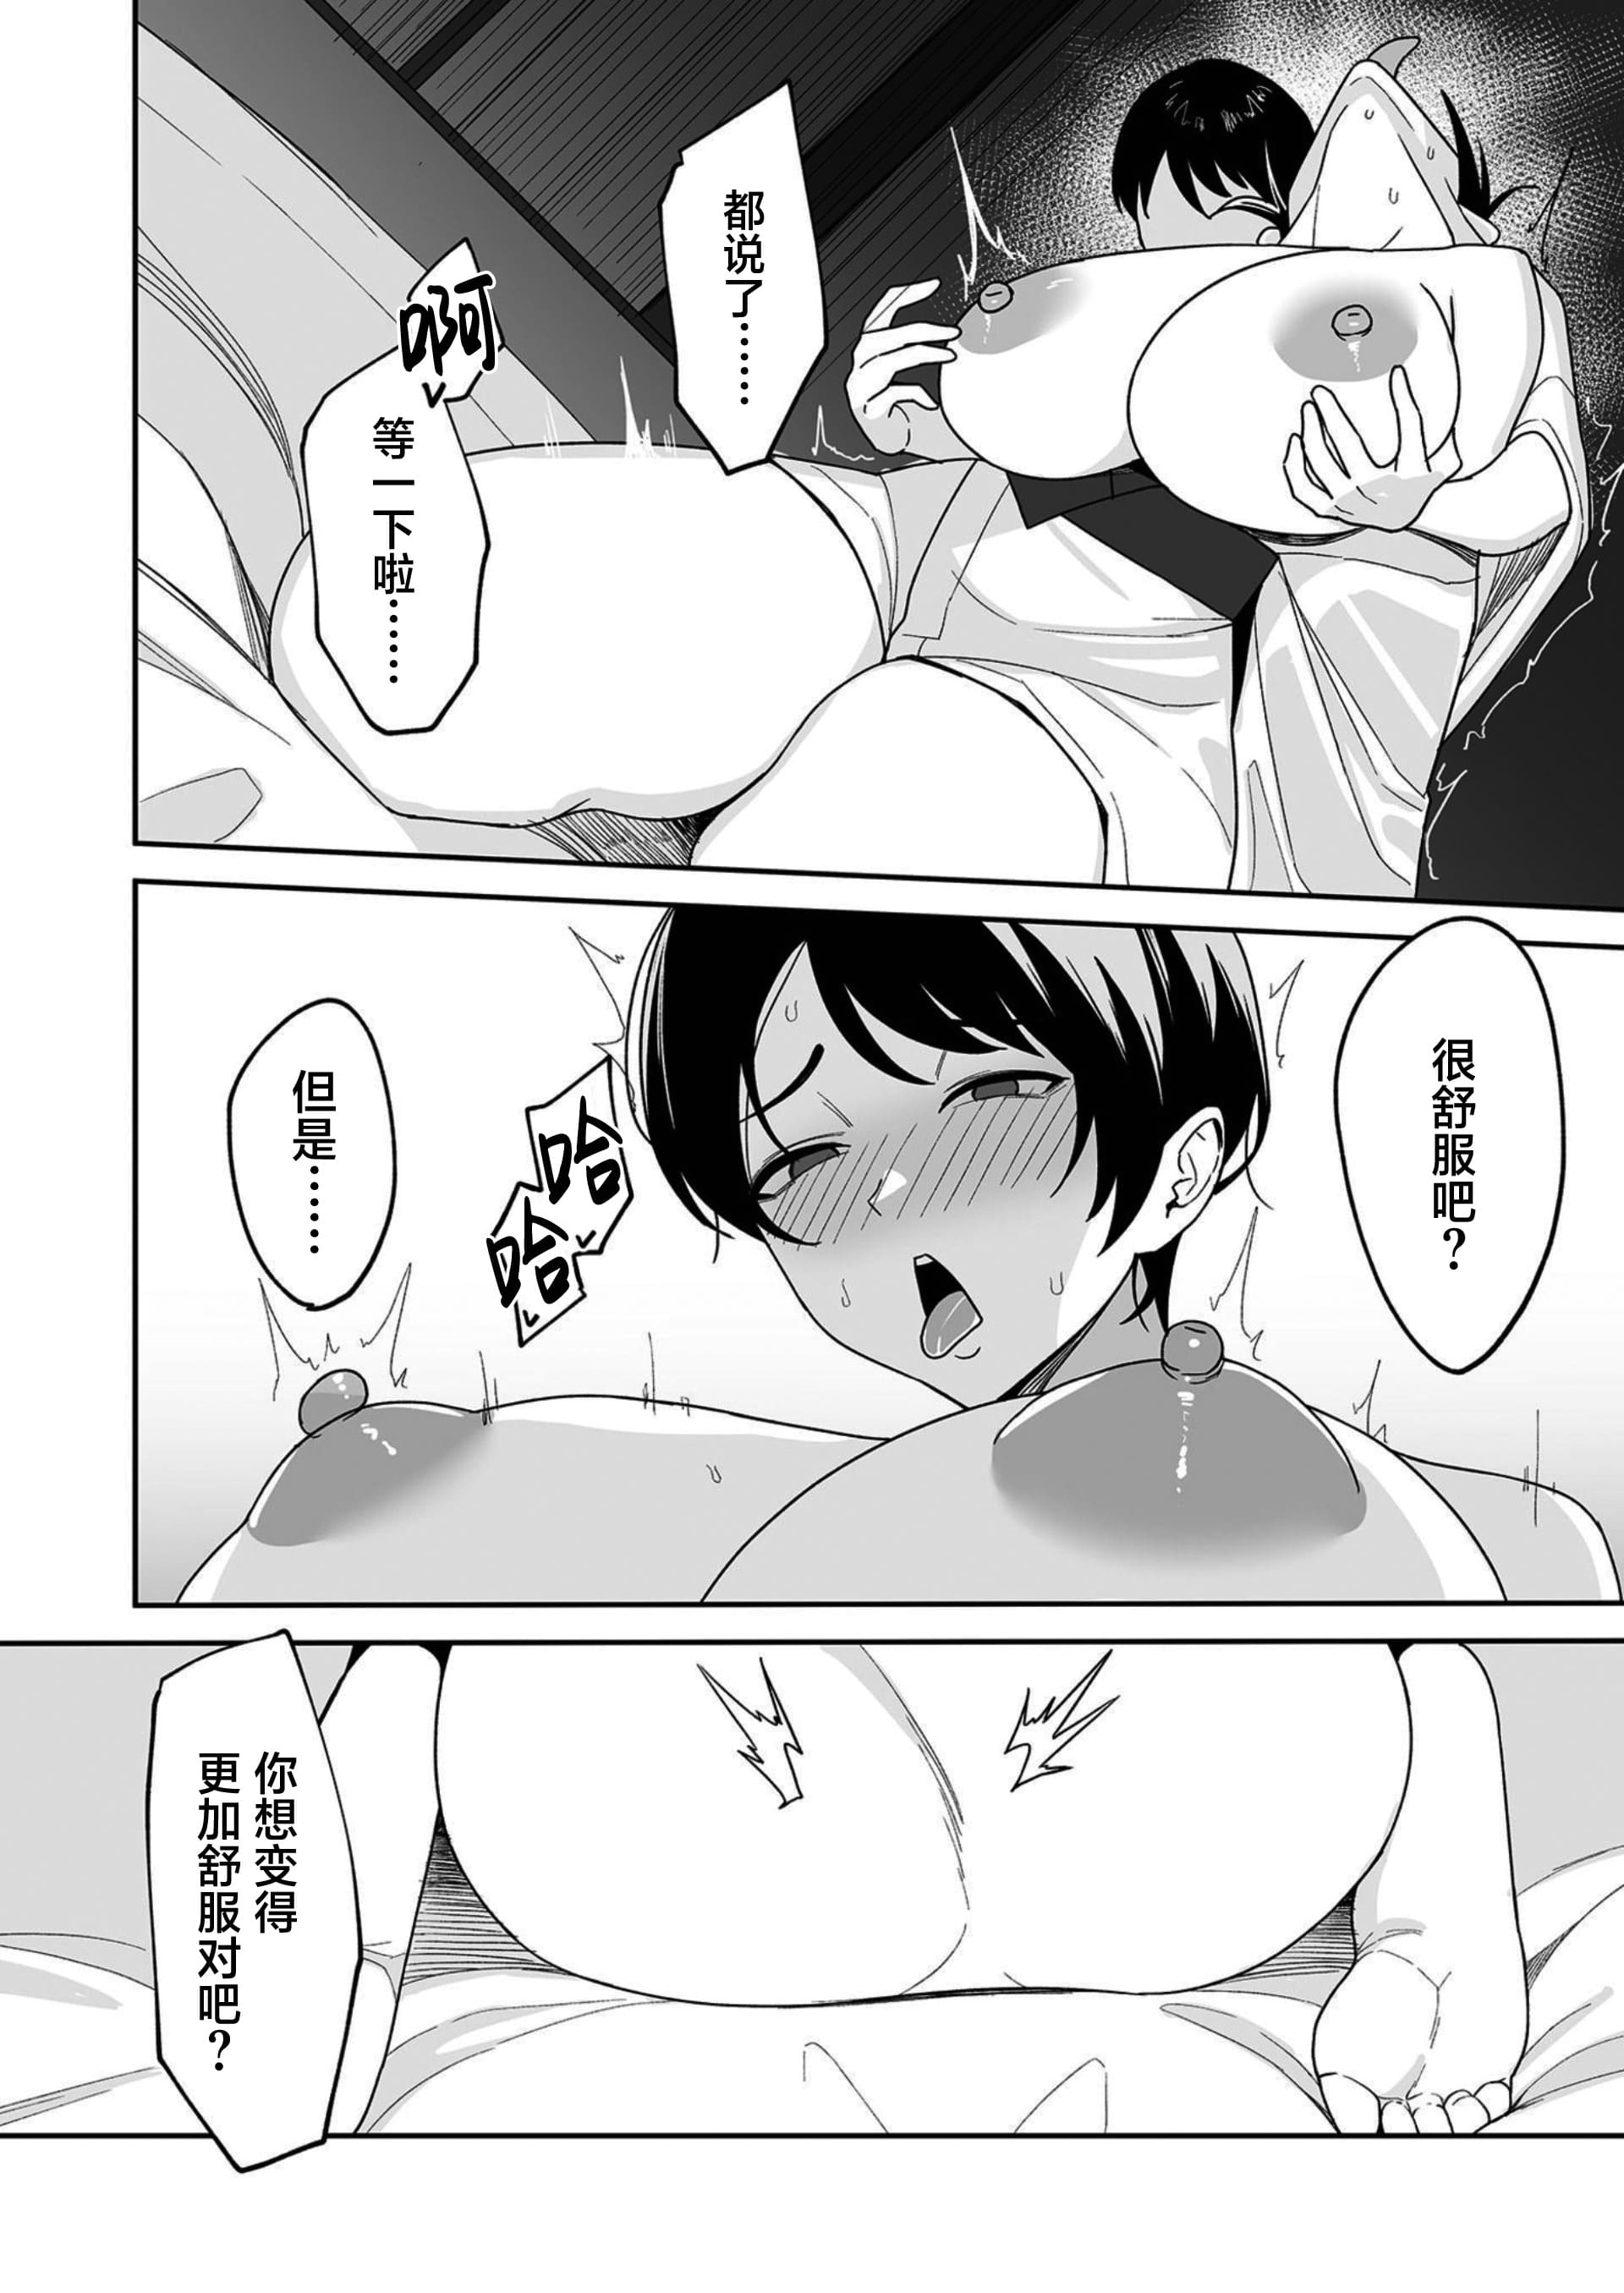 都说了……
啊
等一下啦……
很舒服吧？
哈
哈
但是……
你想变得
更加舒服对吧？